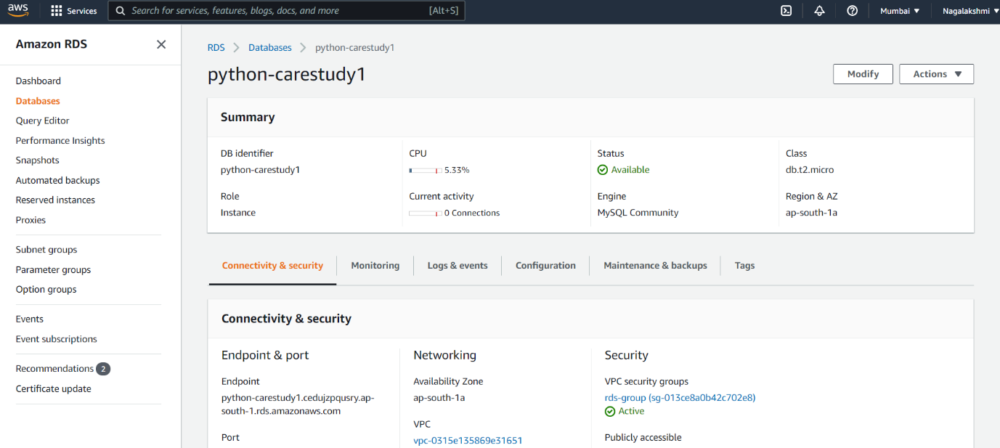 aws
Services
Search for services, features, blogs, docs, and more [Alt+S]
Mumbai ▼
Nagalakshmi ▼
Amazon RDS
Dashboard
Databases
Query Editor
Performance Insights
Snapshots
Automated backups
Reserved instances
Proxies
Subnet groups
Parameter groups
Option groups
Events
Event subscriptions
Recommendations 2
Certificate update
RDS > Databases > python-carestudy1
python-carestudy1
Modify
Actions ▼
Summary
DB identifier
python-carestudy1
CPU
5.33%
Status
Available
Class
db.t2.micro
Role
Instance
Current activity
0 Connections
Engine
MySQL Community
Region & AZ
ap-south-1a
Connectivity & security
Monitoring
Logs & events
Configuration
Maintenance & backups
Tags
Connectivity & security
Endpoint & port
Endpoint
python-carestudy1.cedujzpqusry.ap-
south-1.rds.amazonaws.com
Port
Networking
Availability Zone
ap-south-1a
VPC
vpc-0315e135869e31651
Security
VPC security groups
rds-group (sg-013ce8a0b42c702e8)
Active
Publicly accessible